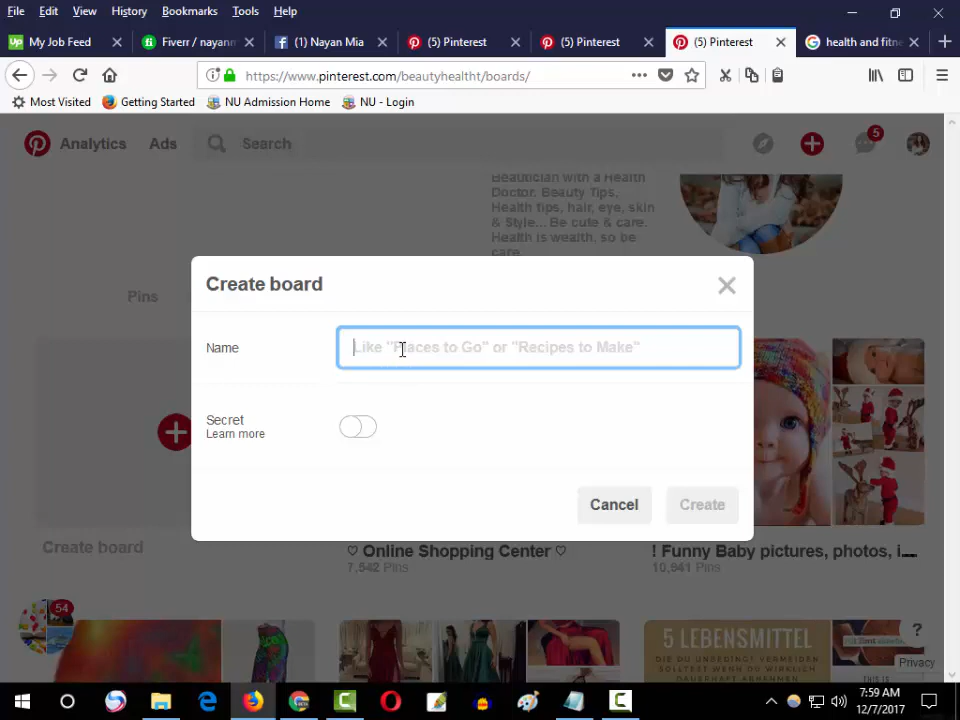 File Edit View History Bookmarks Tools Help
My Job Feed
Fiverr / nayanm
(1) Nayan Mia
(5) Pinterest
(5) Pinterest
(5) Pinterest
health and fitne
https://www.pinterest.com/beautyhealtht/boards/
Most Visited Getting Started NU Admission Home NU - Login
Analytics Ads Search 5
Beautician with a Health
Doctor. Beauty Tips,
Health tips, hair, eye, skin
& Style... Be cute & care.
Health is wealth, so be
care.
Pins
Create board
Name Like "Places to Go" or "Recipes to Make"
Secret
Learn more
Cancel Create
Create board
♡ Online Shopping Center ♡
7,542 Pins
! Funny Baby pictures, photos, i...
10,941 Pins
54
5 LEBENSMITTEL
?
Privacy
7:59 AM
12/7/2017